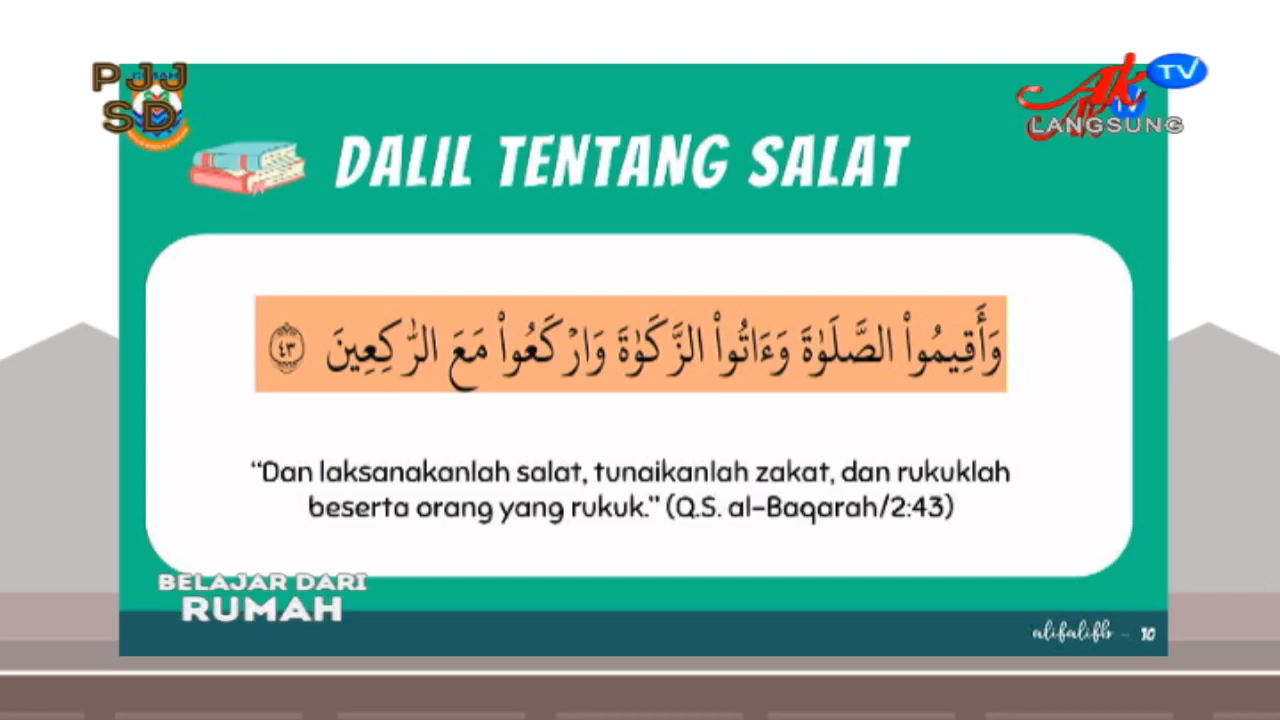 PJJ
SD
TV
LANGSUNG
DALIL TENTANG SALAT
وَأَقِيمُوا۟ الصَّلَوٰةَ وَءَاتُوا۟ الزَّكَوٰةَ وَارْكَعُوا۟ مَعَ الرَّٰكِعِينَ ٤٣
“Dan laksanakanlah salat, tunaikanlah zakat, dan rukuklah
beserta orang yang rukuk.” (Q.S. al-Baqarah/2:43)
BELAJAR DARI
RUMAH
alifalifb - 10